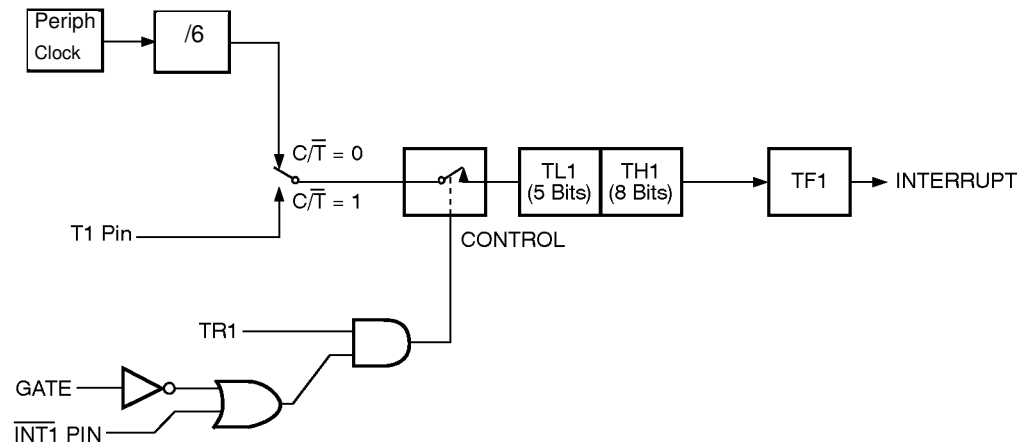 Periph
Clock
/6
C/T̅ = 0
C/T̅ = 1
T1 Pin
TL1
(5 Bits)
TH1
(8 Bits)
TF1
INTERRUPT
CONTROL
TR1
GATE
I̅N̅T̅1̅ PIN